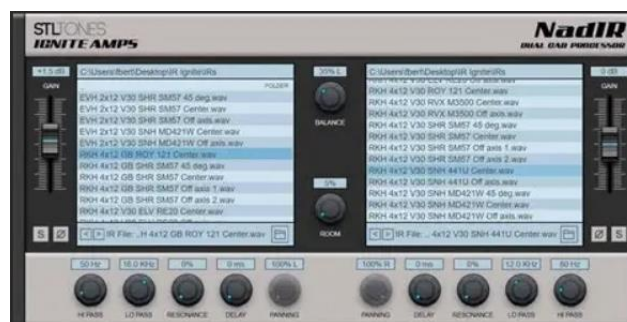 STLTONES
IGNITE AMPS
NadIR
DUAL CAB PROCESSOR
+1.5 dB
C:\Users\fbert\Desktop\IR Ignite\IRs
39% L
C:\Users\fbert\Desktop\IR Ignite\IRs
0 dB
GAIN
FOLDER
EVH 2x12 V30 SHR SM57 45 deg.wav
EVH 2x12 V30 SHR SM57 Center.wav
EVH 2x12 V30 SHR SM57 Off axis.wav
EVH 2x12 V30 SNH MD421W Center.wav
EVH 2x12 V30 SNH MD421W Off axis.wav
RKH 4x12 GB ROY 121 Center.wav
RKH 4x12 GB SHR SM57 45 deg.wav
RKH 4x12 GB SHR SM57 Center.wav
RKH 4x12 GB SHR SM57 Off axis 1.wav
RKH 4x12 GB SHR SM57 Off axis 2.wav
RKH 4x12 V30 ELV RE20 Center.wav
BALANCE
5%
ROOM
RKH 4x12 V30 ELV RE20 Off axis.wav
RKH 4x12 V30 ROY 121 Center.wav
RKH 4x12 V30 RVX M3500 Center.wav
RKH 4x12 V30 RVX M3500 Off axis.wav
RKH 4x12 V30 SHR SM57 45 deg.wav
RKH 4x12 V30 SHR SM57 Center.wav
RKH 4x12 V30 SHR SM57 Off axis 1.wav
RKH 4x12 V30 SHR SM57 Off axis 2.wav
RKH 4x12 V30 SNH 441U Center.wav
RKH 4x12 V30 SNH 441U Off axis.wav
RKH 4x12 V30 SNH MD421W 45 deg.wav
RKH 4x12 V30 SNH MD421W Center.wav
RKH 4x12 V30 SNH MD421W Off axis.wav
GAIN
S Ø
< > IR File: ..H 4x12 GB ROY 121 Center.wav
< > IR File: .. 4x12 V30 SNH 441U Center.wav
Ø S
50 Hz 16.0 KHz 0% 0 ms 100% L
100% R 0 ms 0% 12.0 KHz 60 Hz
HI PASS LO PASS RESONANCE DELAY PANNING
PANNING DELAY RESONANCE LO PASS HI PASS